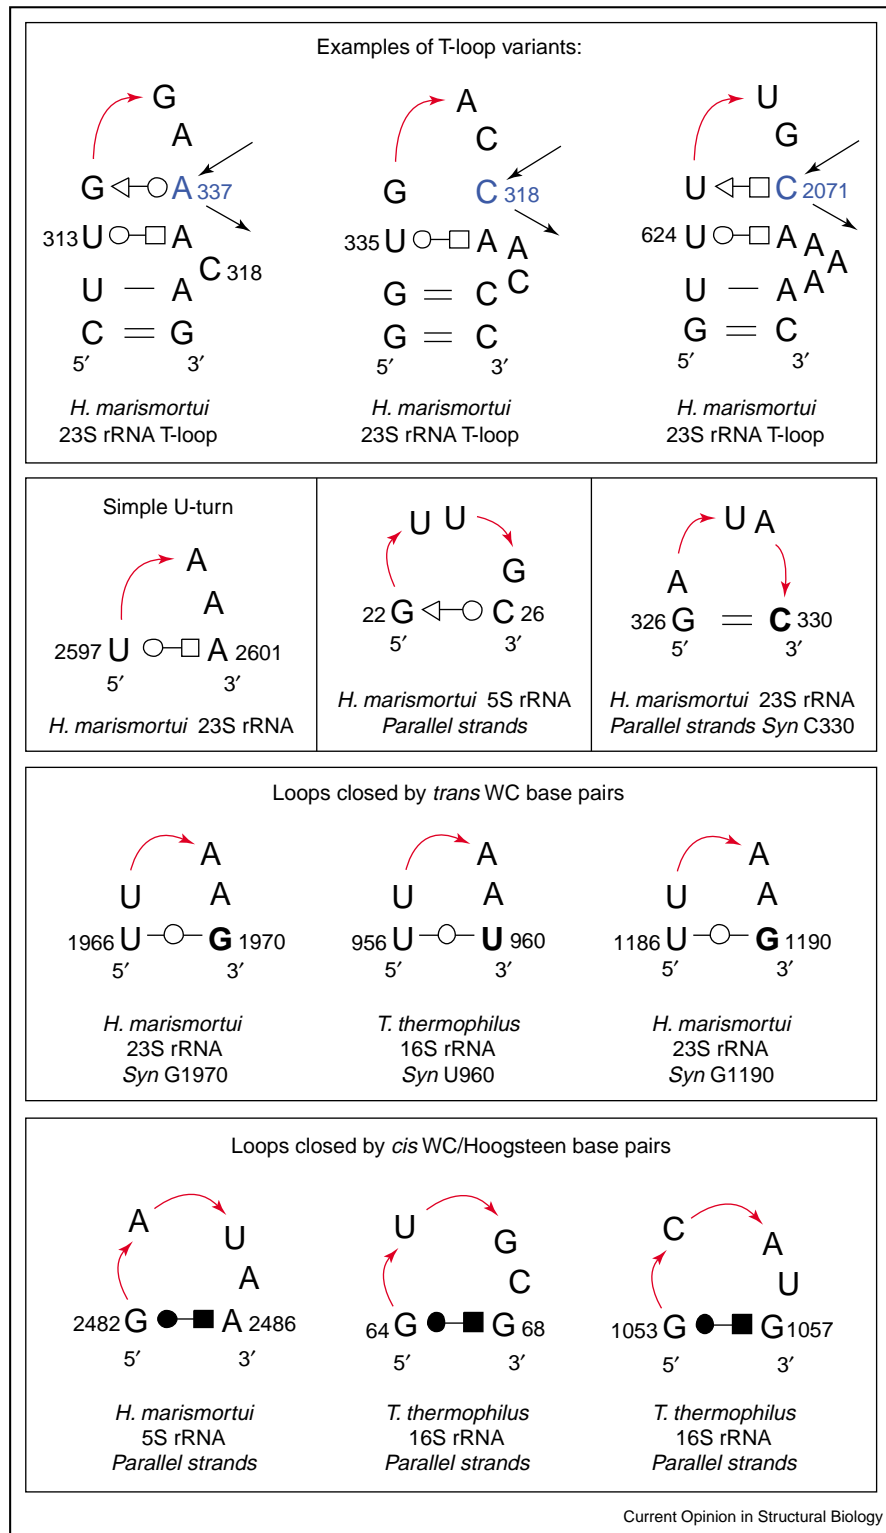 Examples of T-loop variants:
G
A
G A 337
313 U A
C 318
U A
C G
5′ 3′
H. marismortui
23S rRNA T-loop
A
C
G C 318
335 U A A
C
G C
G C
5′ 3′
H. marismortui
23S rRNA T-loop
U
G
U C 2071
624 U A A
A
U A A
G C
5′ 3′
H. marismortui
23S rRNA T-loop
Simple U-turn
A
A
2597 U A 2601
5′ 3′
H. marismortui 23S rRNA
U U
G
22 G C 26
5′ 3′
H. marismortui 5S rRNA
Parallel strands
U A
A
326 G C 330
5′ 3′
H. marismortui 23S rRNA
Parallel strands Syn C330
Loops closed by trans WC base pairs
A
U A
1966 U G 1970
5′ 3′
H. marismortui
23S rRNA
Syn G1970
A
U A
956 U U 960
5′ 3′
T. thermophilus
16S rRNA
Syn U960
A
U A
1186 U G 1190
5′ 3′
H. marismortui
23S rRNA
Syn G1190
Loops closed by cis WC/Hoogsteen base pairs
A
U
A
2482 G A 2486
5′ 3′
H. marismortui
5S rRNA
Parallel strands
U
G
C
64 G G 68
5′ 3′
T. thermophilus
16S rRNA
Parallel strands
C
A
U
1053 G G 1057
5′ 3′
T. thermophilus
16S rRNA
Parallel strands
Current Opinion in Structural Biology